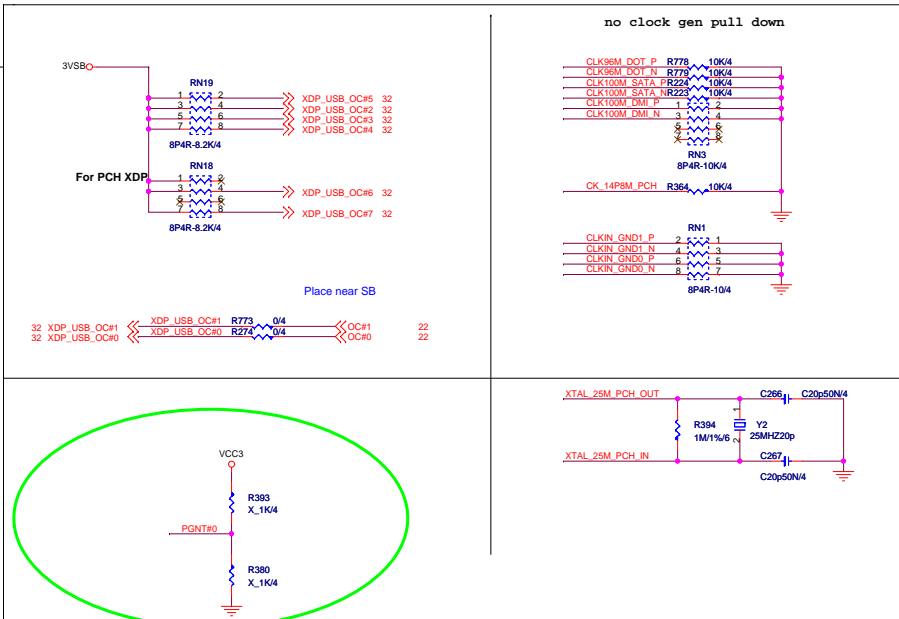 no clock gen pull down
3VSB
RN19
1 2
3 4
5 6
7 8
XDP_USB_OC#5 32
XDP_USB_OC#2 32
XDP_USB_OC#3 32
XDP_USB_OC#4 32
8P4R-8.2K/4
For PCH XDP
RN18
1 2
3 4
5 6
7 8
XDP_USB_OC#6 32
XDP_USB_OC#7 32
8P4R-8.2K/4
Place near SB
32 XDP_USB_OC#1 XDP_USB_OC#1 R773 0/4 OC#1 22
32 XDP_USB_OC#0 XDP_USB_OC#0 R274 0/4 OC#0 22
CLK96M_DOT_P R778 10K/4
CLK96M_DOT_N R779 10K/4
CLK100M_SATA_P R224 10K/4
CLK100M_SATA_N R223 10K/4
CLK100M_DMI_P 1 2
CLK100M_DMI_N 3 4
5 6
7 8
RN3
8P4R-10K/4
CK_14P8M_PCH R364 10K/4
RN1
CLKIN_GND1_P 2 1
CLKIN_GND1_N 4 3
CLKIN_GND0_P 6 5
CLKIN_GND0_N 8 7
8P4R-10/4
VCC3
R393
X_1K/4
PGNT#0
R380
X_1K/4
XTAL_25M_PCH_OUT C266 C20p50N/4
1
R394 Y2
1M/1%/6 25MHZ20p
2
XTAL_25M_PCH_IN C267
C20p50N/4